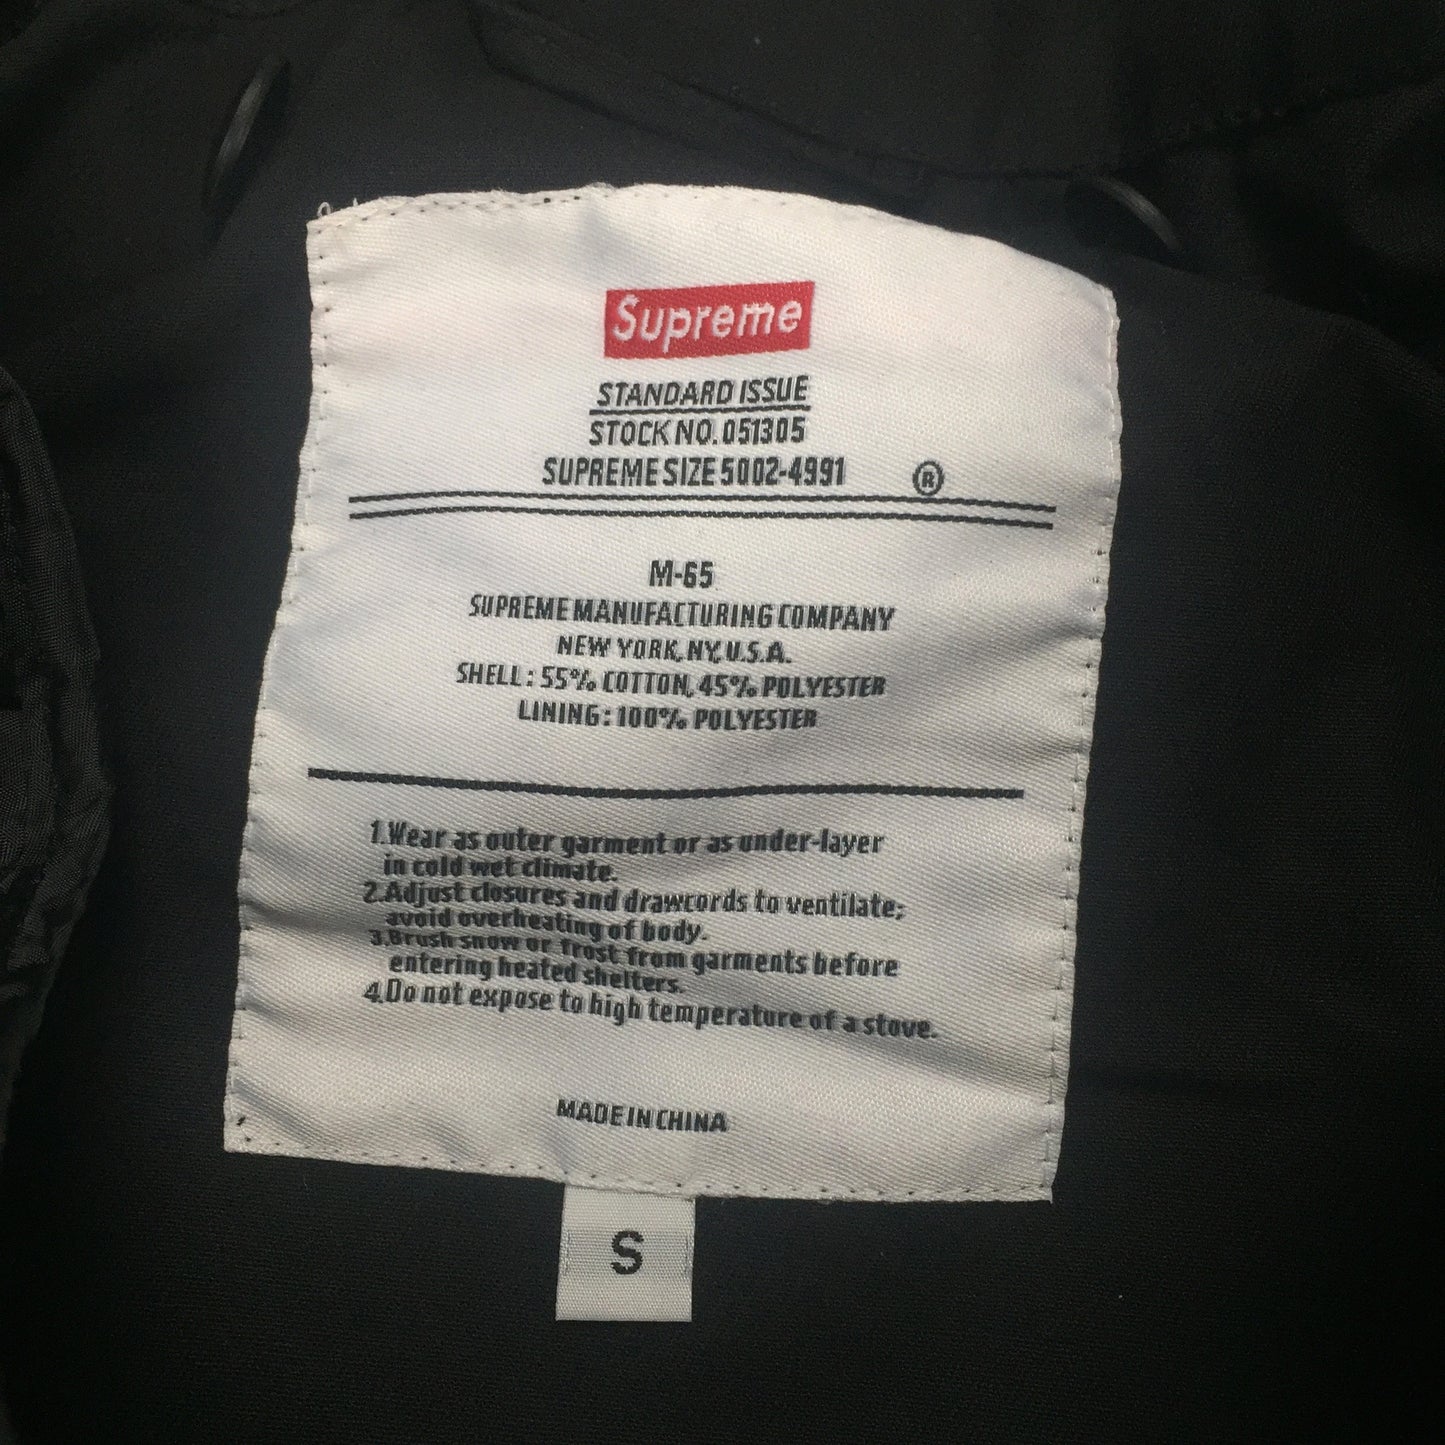 Supreme
STANDARD ISSUE
STOCK NO. 051305
SUPREME SIZE 5002-4991 ®
M-65
SUPREME MANUFACTURING COMPANY
NEW YORK, NY, U.S.A.
SHELL: 55% COTTON, 45% POLYESTER
LINING: 100% POLYESTER
1.Wear as outer garment or as under-layer
in cold wet climate.
2.Adjust closures and drawcords to ventilate;
avoid overheating of body.
3.Brush snow or frost from garments before
entering heated shelters.
4.Do not expose to high temperature of a stove.
MADE IN CHINA
S